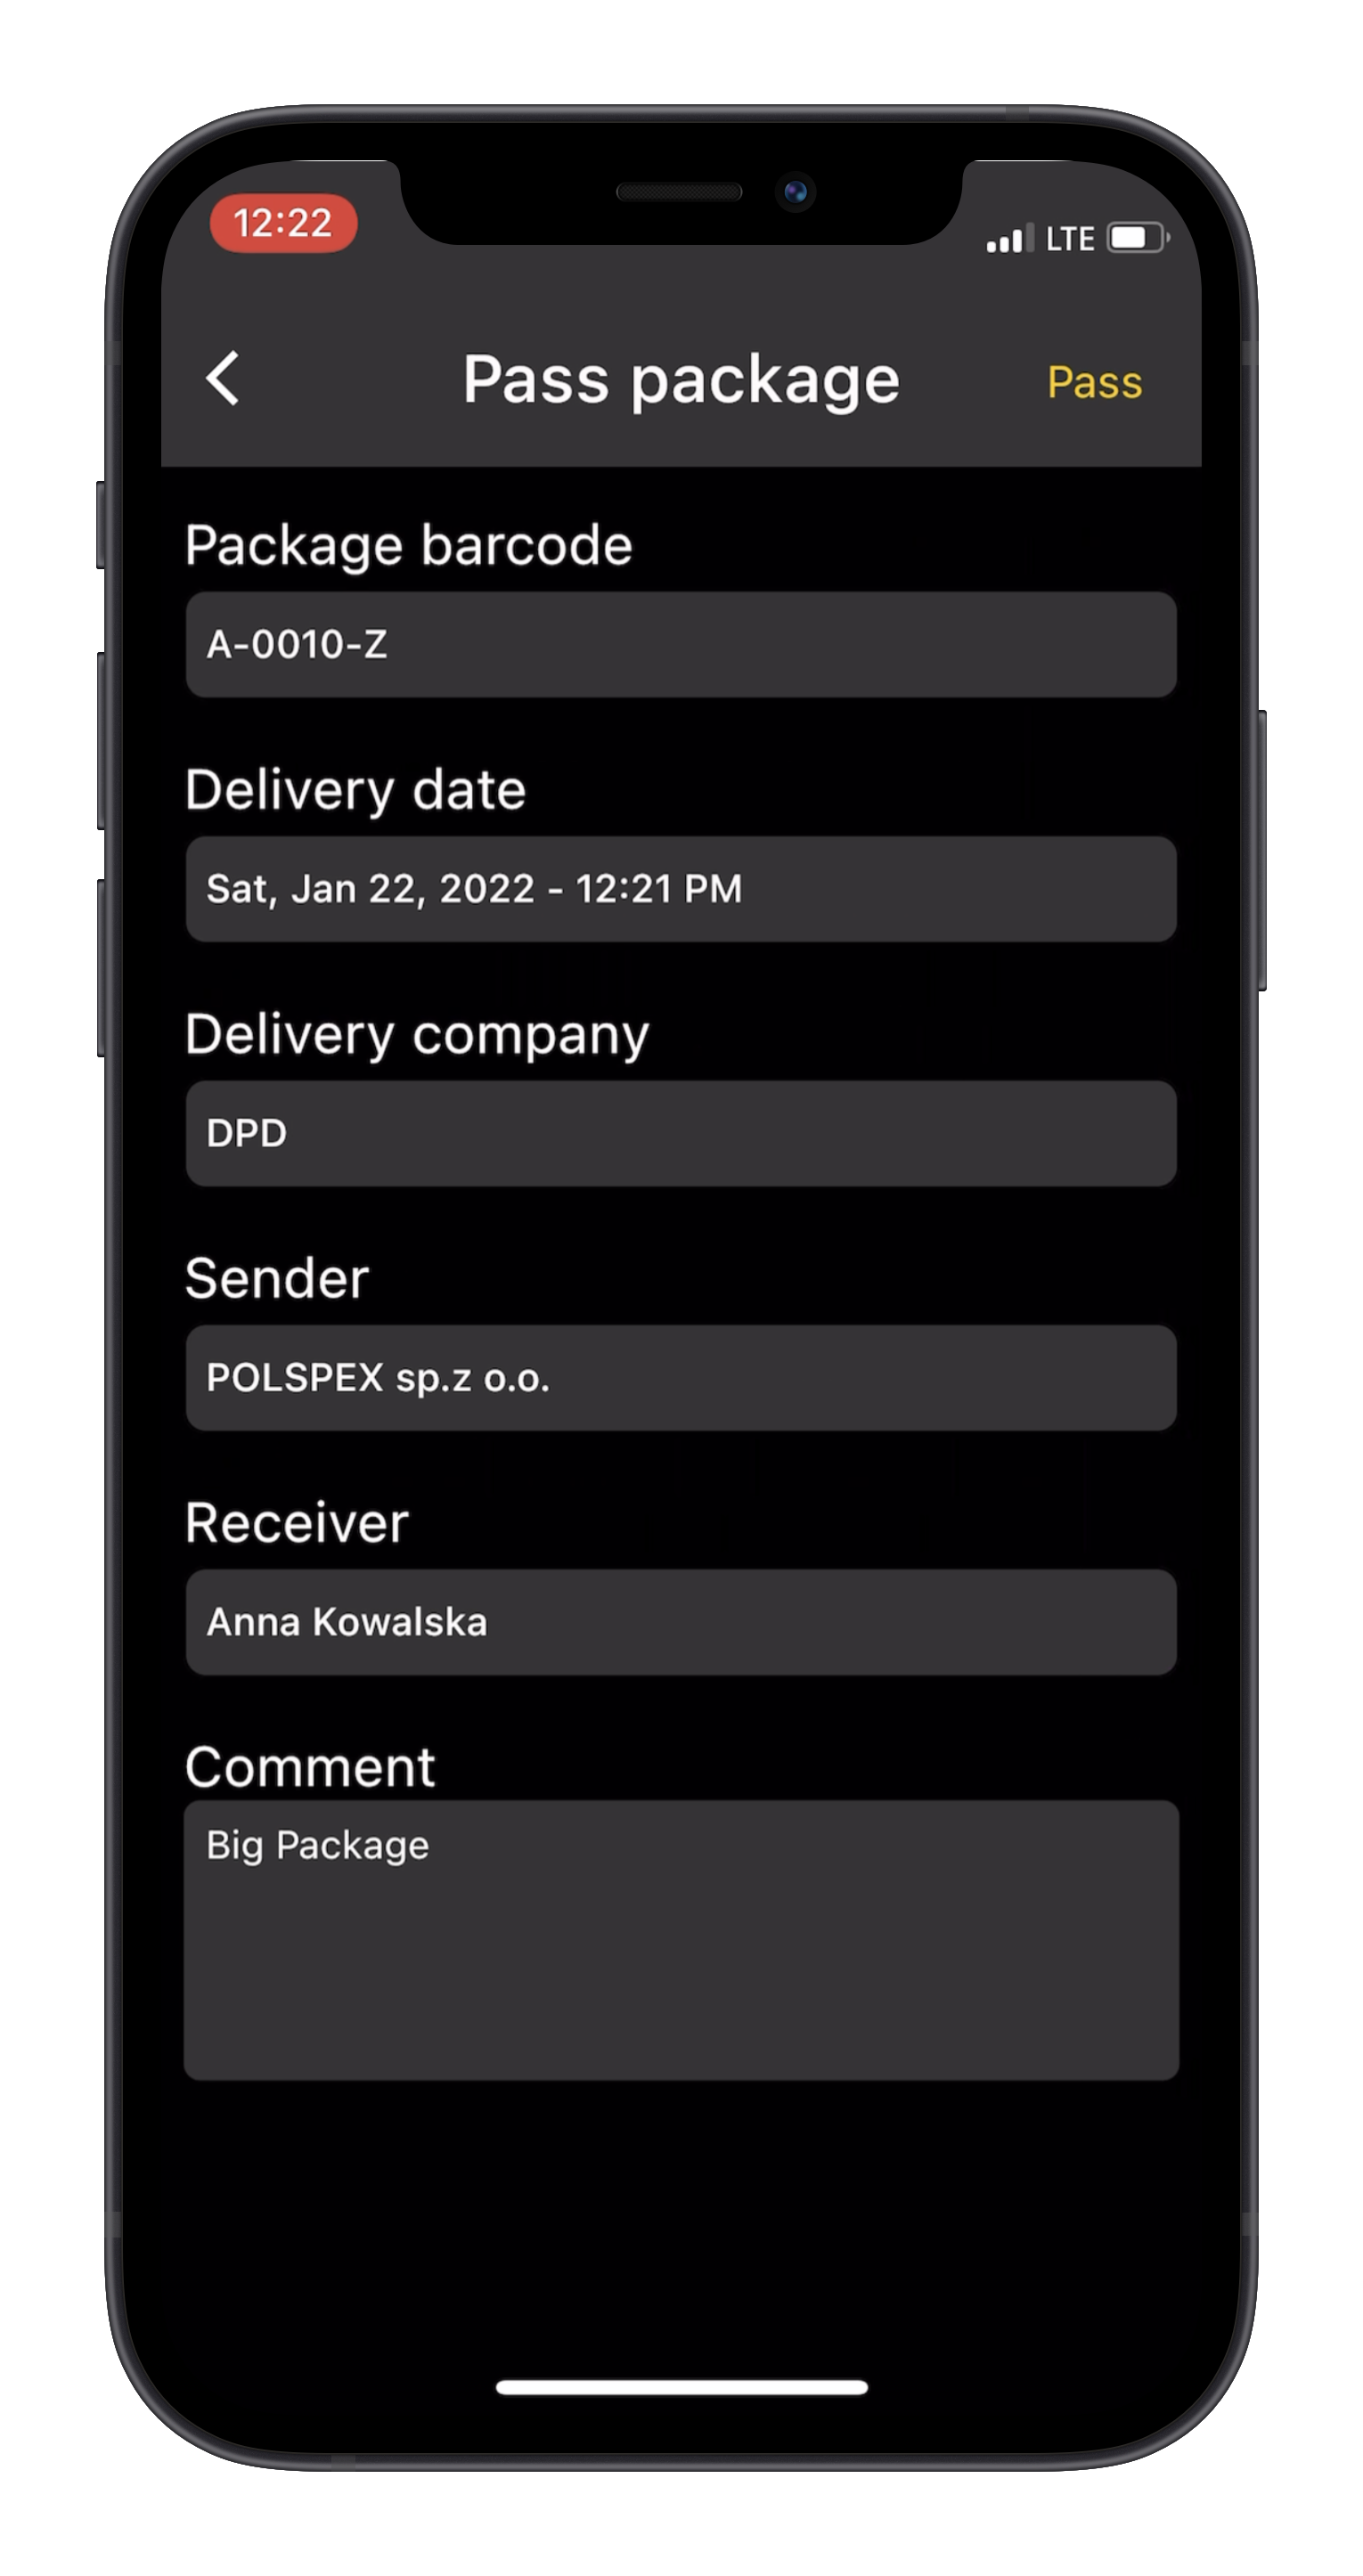 12:22
LTE
Pass package
Pass
Package barcode
A-0010-Z
Delivery date
Sat, Jan 22, 2022 - 12:21 PM
Delivery company
DPD
Sender
POLSPEX sp.z o.o.
Receiver
Anna Kowalska
Comment
Big Package